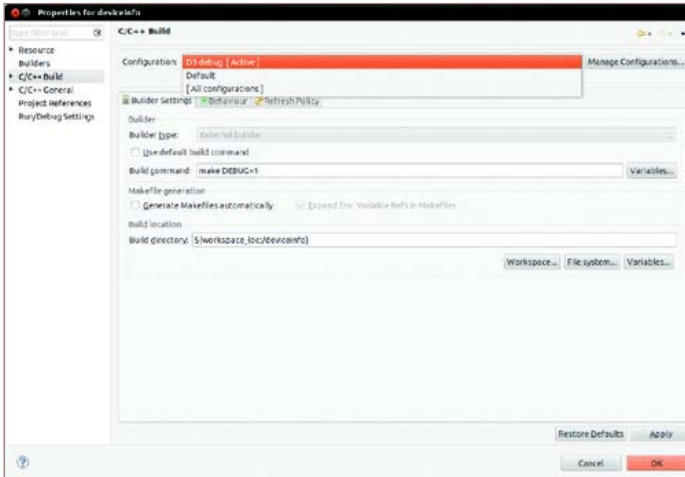 Properties for deviceinfo
type filter text
C/C++ Build
Resource
Builders
C/C++ Build
C/C++ General
Project References
Run/Debug Settings
Configuration:
DS debug [ Active ]
Manage Configurations...
Default
[ All configurations ]
Builder Settings
Behaviour
Refresh Policy
Builder
Builder type:
External builder
Use default build command
Build command:
make DEBUG=1
Variables...
Makefile generation
Generate Makefiles automatically
Expand Env. Variable Refs in Makefiles
Build location
Build directory:
${workspace_loc:/deviceinfo}
Workspace...
File system...
Variables...
Restore Defaults
Apply
Cancel
OK